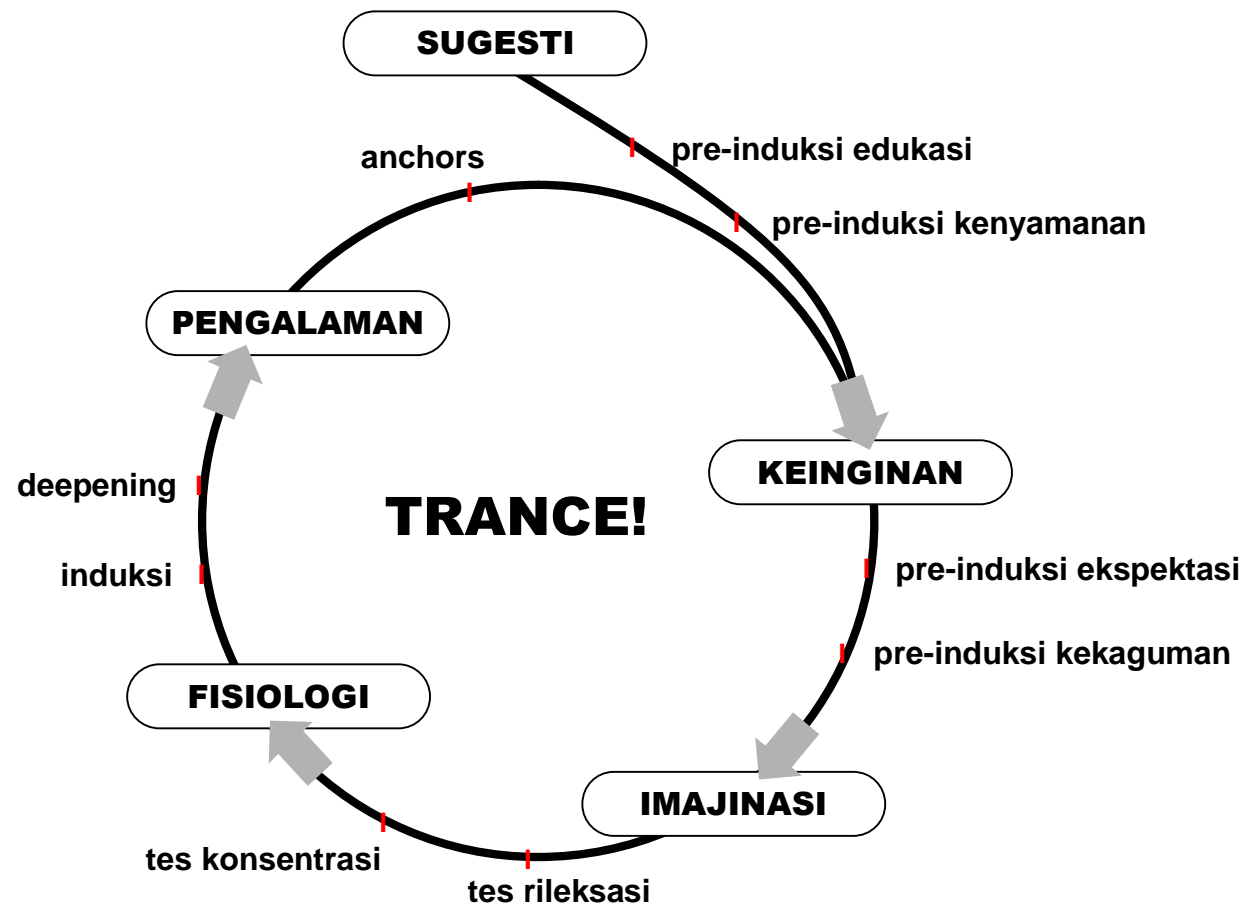 SUGESTI
pre-induksi edukasi
anchors
pre-induksi kenyamanan
PENGALAMAN
KEINGINAN
deepening
TRANCE!
induksi
pre-induksi ekspektasi
pre-induksi kekaguman
FISIOLOGI
IMAJINASI
tes konsentrasi
tes rileksasi